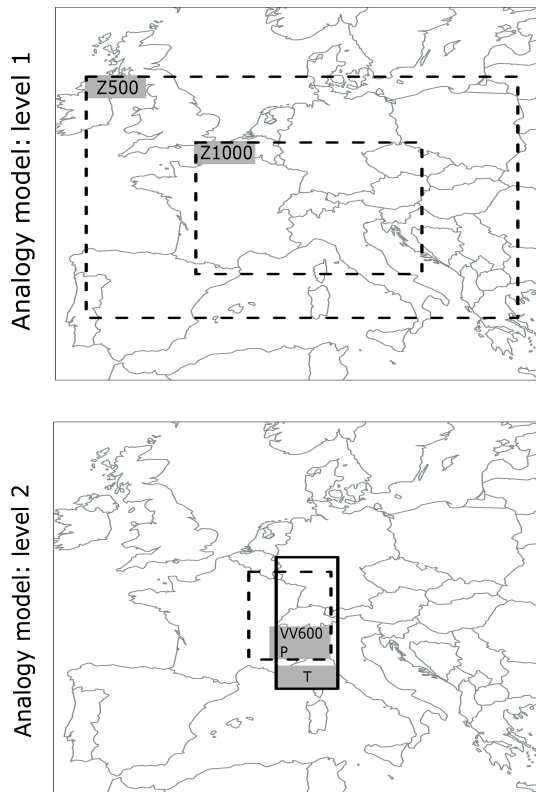 Analogy model: level 1
Z500
Z1000
Analogy model: level 2
VV600
P
T